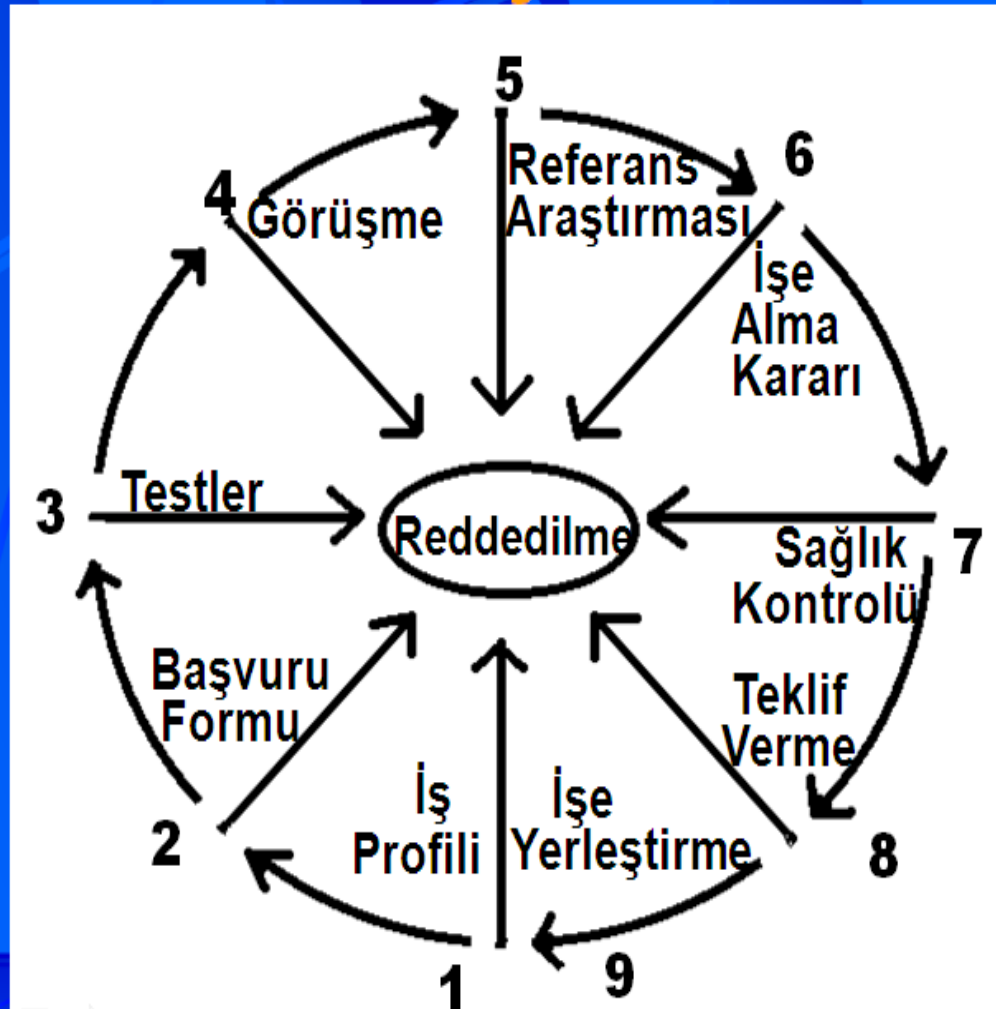 5
Referans
Araştırması
6
4
Görüşme
İşe
Alma
Kararı
3
Testler
Reddedilme
Sağlık
Kontrolü
7
Başvuru
Formu
Teklif
Verme
2
İş
Profili
İşe
Yerleştirme
8
1
9